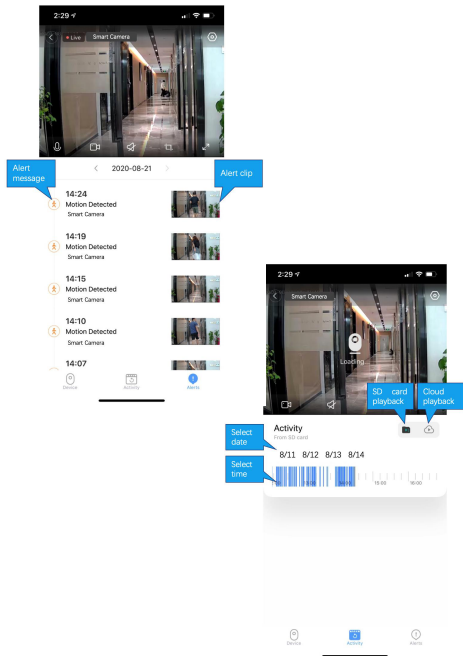 2:29
Live
Smart Camera
2020-08-21
Alert
message
Alert clip
14:24
Motion Detected
Smart Camera
14:19
Motion Detected
Smart Camera
14:15
Motion Detected
Smart Camera
14:10
Motion Detected
Smart Camera
14:07
Device
Activity
Alerts
2:29
Smart Camera
Loading
SD card
playback
Cloud
playback
Activity
From SD card
Select
date
8/11 8/12 8/13 8/14
Select
time
15:00
16:00
Device
Activity
Alerts